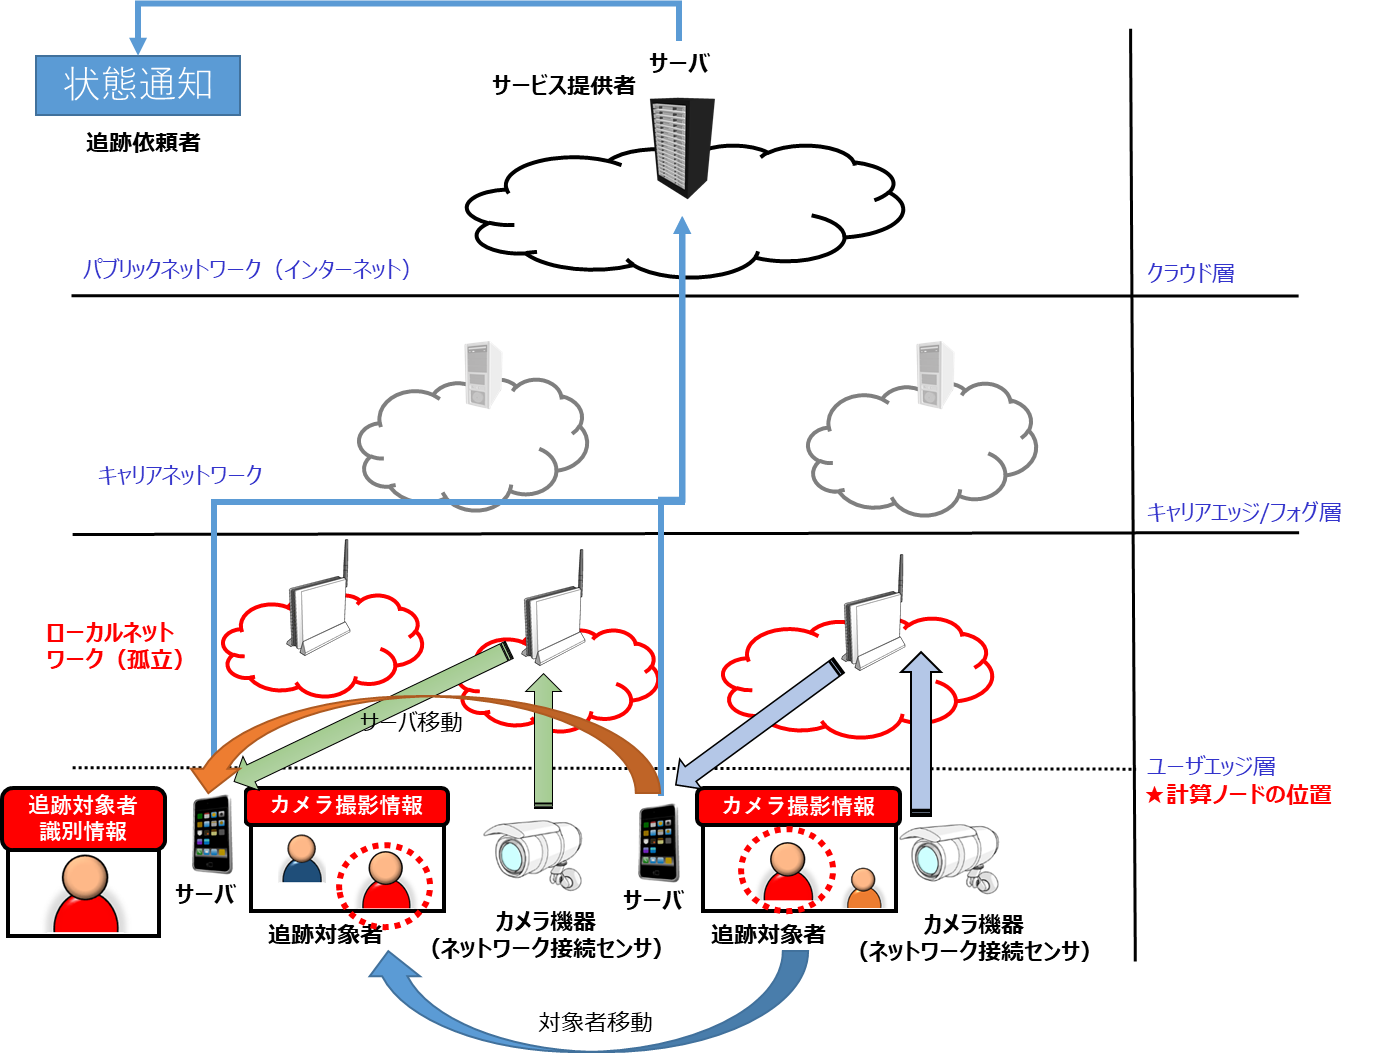 状態通知
追跡依頼者
サーバ
サービス提供者
パブリックネットワーク（インターネット）
クラウド層
キャリアネットワーク
キャリアエッジ/フォグ層
ローカルネット
ワーク（孤立）
サーバ移動
ユーザエッジ層
★計算ノードの位置
追跡対象者
識別情報
サーバ
カメラ撮影情報
追跡対象者
カメラ機器
（ネットワーク接続センサ）
サーバ
カメラ撮影情報
追跡対象者
カメラ機器
（ネットワーク接続センサ）
対象者移動